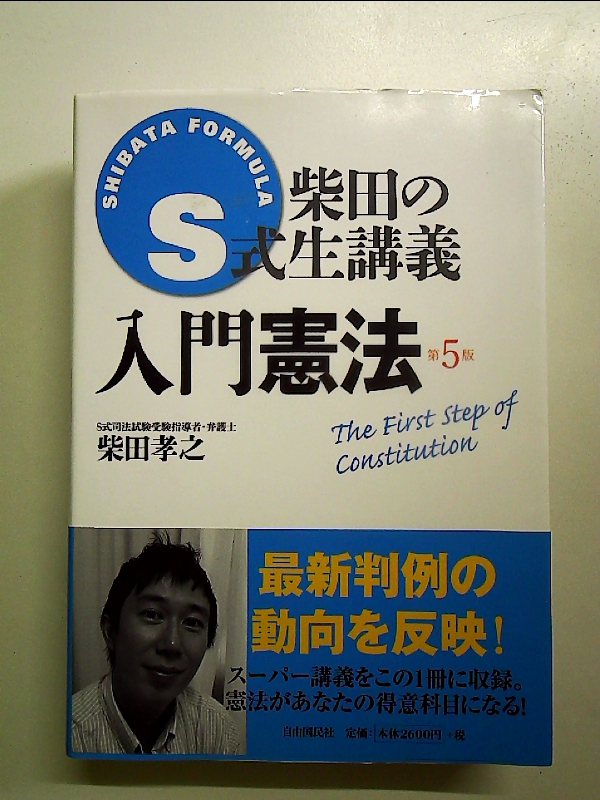 SHIBATA FORMULA
柴田の
S式生講義
入門憲法 第5版
The First Step of
Constitution
S式司法試験受験指導者・弁護士
柴田孝之
最新判例の
動向を反映!
スーパー講義をこの1冊に収録。
憲法があなたの得意科目になる!
自由国民社 定価:本体2600円+税